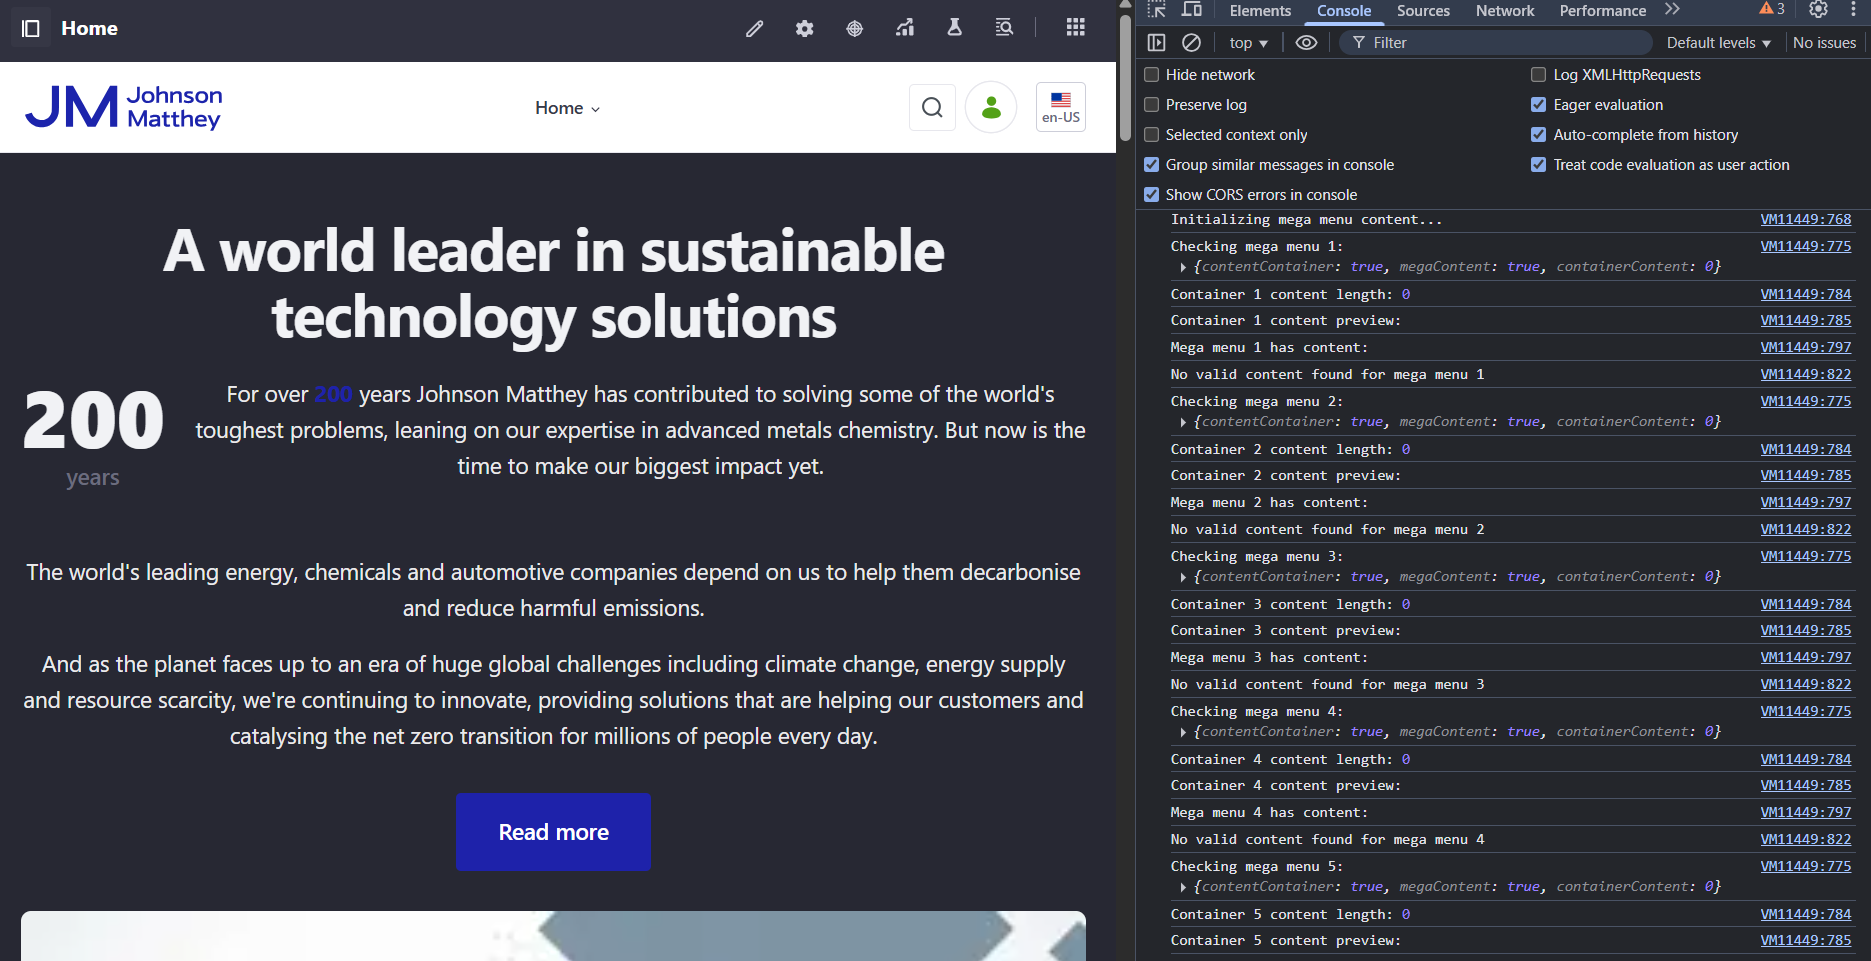 Home
Johnson
Matthey
JM
Home
en-US
A world leader in sustainable
technology solutions
200
years
For over 200 years Johnson Matthey has contributed to solving some of the world's
toughest problems, leaning on our expertise in advanced metals chemistry. But now is the
time to make our biggest impact yet.
The world's leading energy, chemicals and automotive companies depend on us to help them decarbonise
and reduce harmful emissions.
And as the planet faces up to an era of huge global challenges including climate change, energy supply
and resource scarcity, we're continuing to innovate, providing solutions that are helping our customers and
catalysing the net zero transition for millions of people every day.
Read more
Elements Console Sources Network Performance 3
top Filter Default levels No issues
Hide network Log XMLHttpRequests
Preserve log Eager evaluation
Selected context only Auto-complete from history
Group similar messages in console Treat code evaluation as user action
Show CORS errors in console
Initializing mega menu content... VM11449:768
Checking mega menu 1: VM11449:775
{contentContainer: true, megaContent: true, containerContent: 0}
Container 1 content length: 0 VM11449:784
Container 1 content preview: VM11449:785
Mega menu 1 has content: VM11449:797
No valid content found for mega menu 1 VM11449:822
Checking mega menu 2: VM11449:775
{contentContainer: true, megaContent: true, containerContent: 0}
Container 2 content length: 0 VM11449:784
Container 2 content preview: VM11449:785
Mega menu 2 has content: VM11449:797
No valid content found for mega menu 2 VM11449:822
Checking mega menu 3: VM11449:775
{contentContainer: true, megaContent: true, containerContent: 0}
Container 3 content length: 0 VM11449:784
Container 3 content preview: VM11449:785
Mega menu 3 has content: VM11449:797
No valid content found for mega menu 3 VM11449:822
Checking mega menu 4: VM11449:775
{contentContainer: true, megaContent: true, containerContent: 0}
Container 4 content length: 0 VM11449:784
Container 4 content preview: VM11449:785
Mega menu 4 has content: VM11449:797
No valid content found for mega menu 4 VM11449:822
Checking mega menu 5: VM11449:775
{contentContainer: true, megaContent: true, containerContent: 0}
Container 5 content length: 0 VM11449:784
Container 5 content preview: VM11449:785